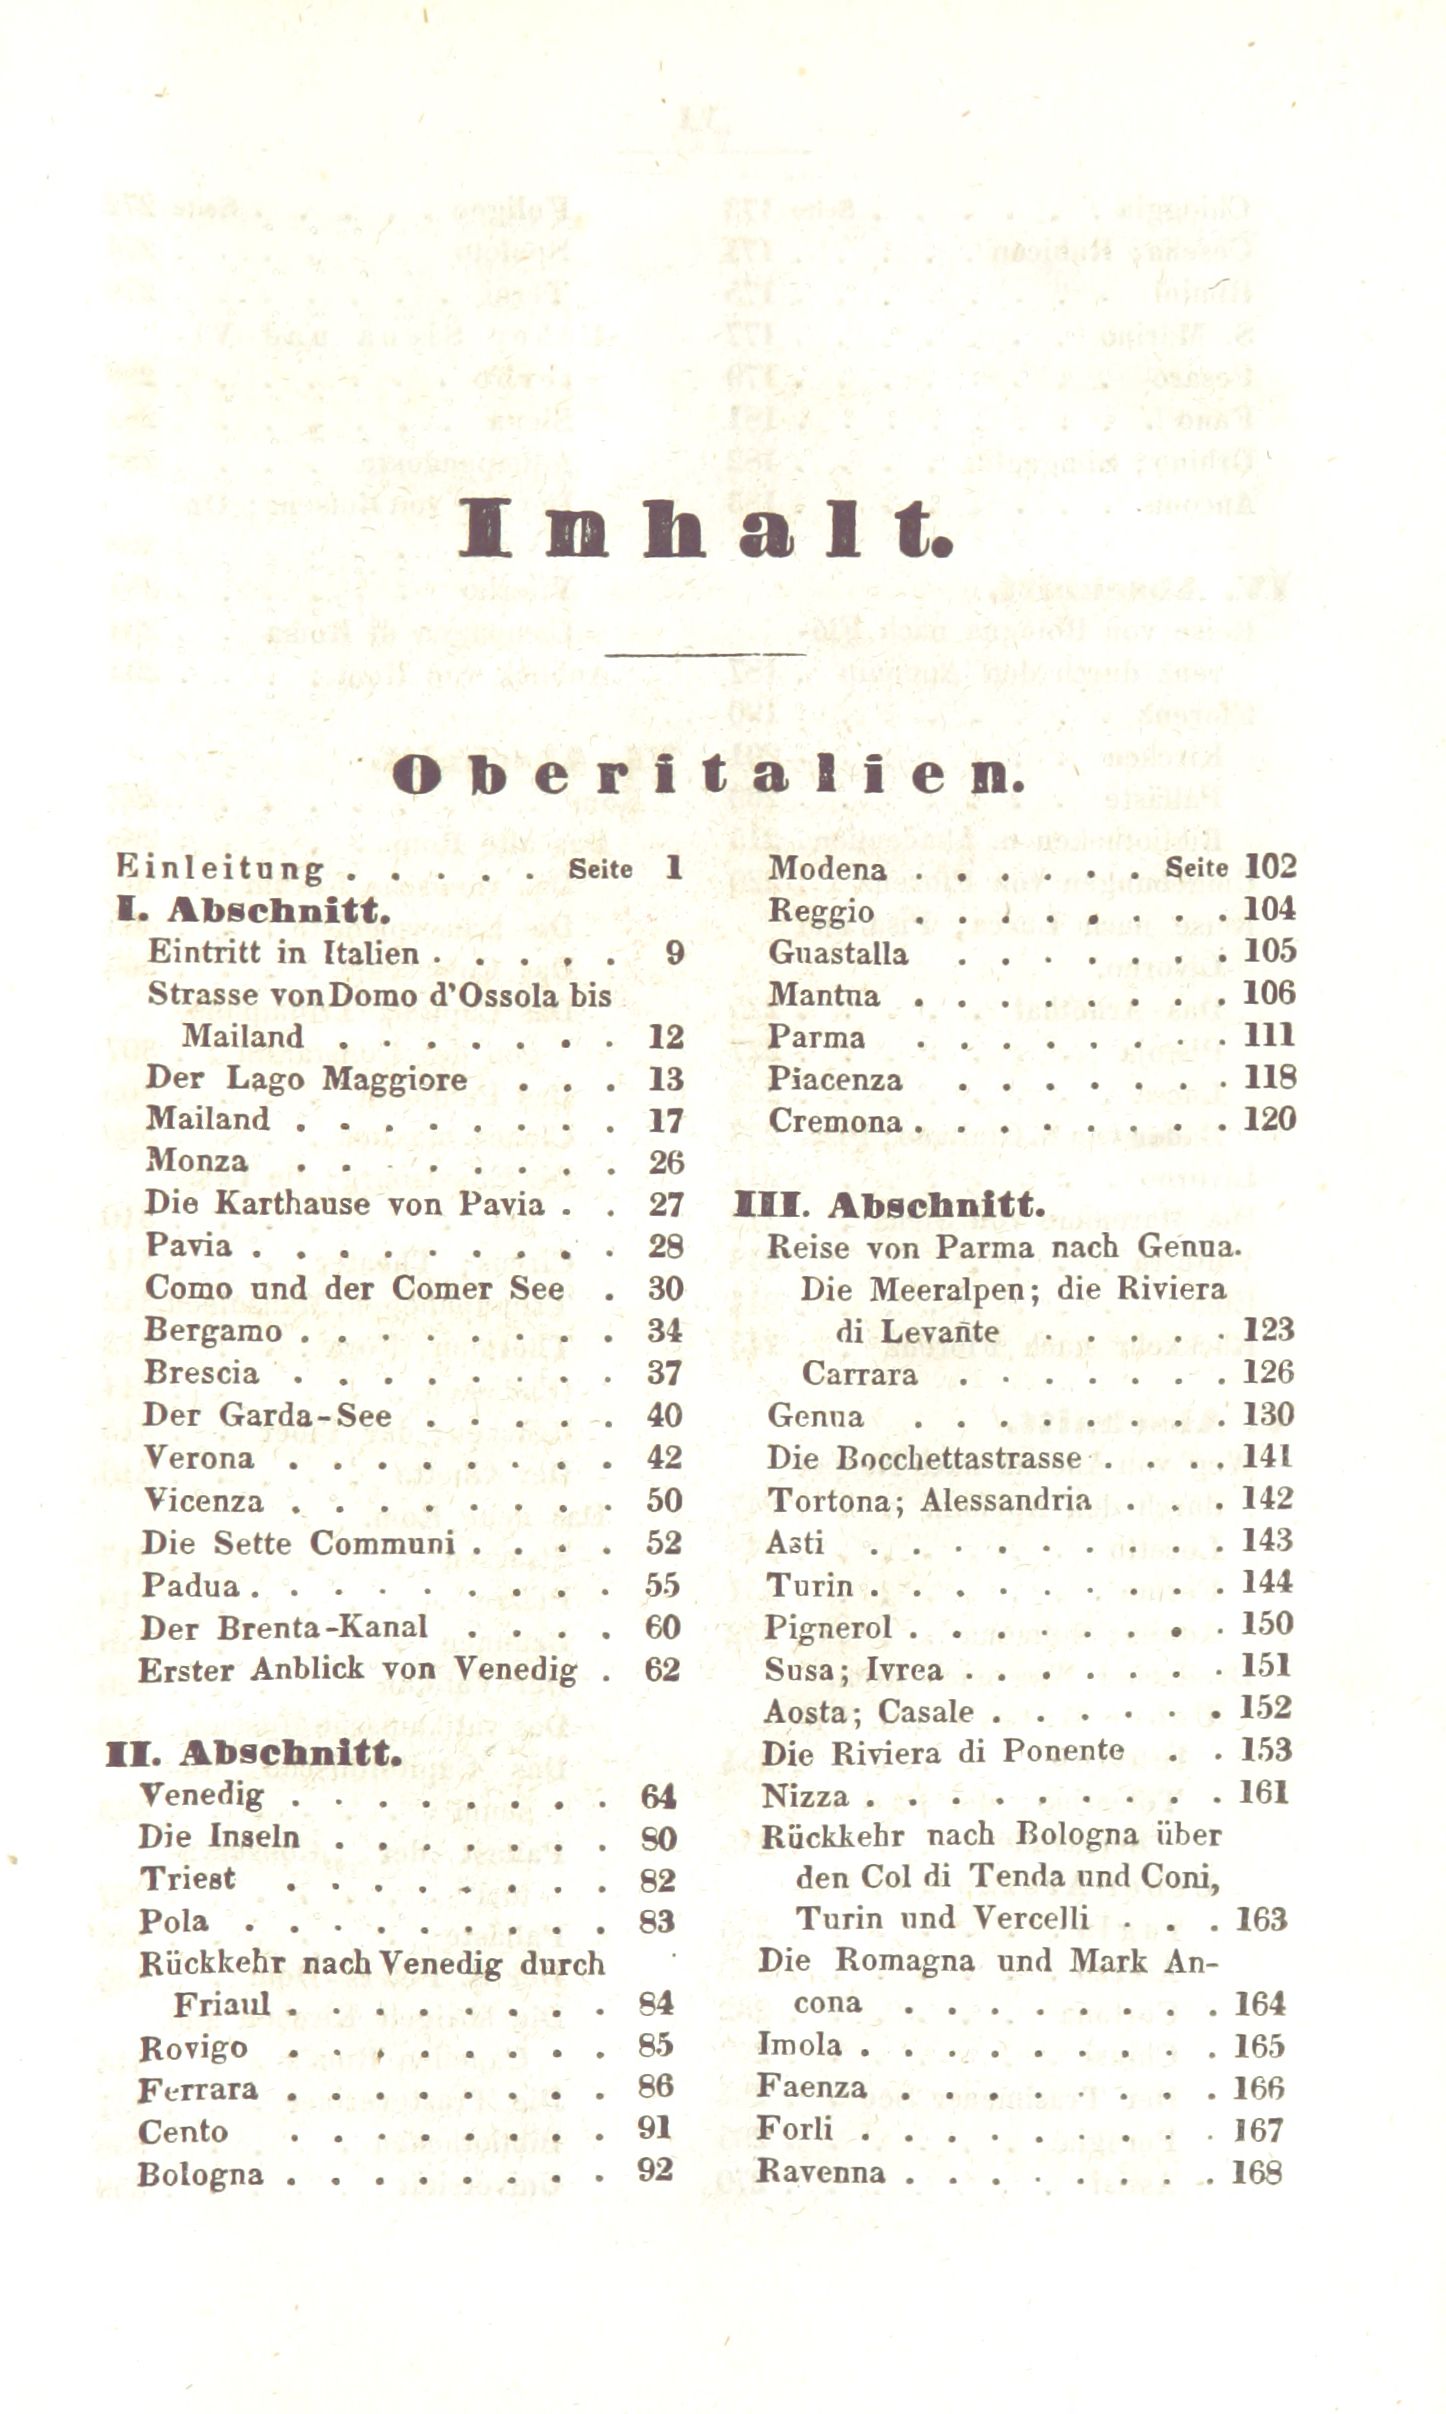 Inhalt.
Oberitalien.
Einleitung . . . . . Seite 1
I. Abschnitt.
Eintritt in Italien . . . . . 9
Strasse von Domo d'Ossola bis
Mailand . . . . . . . 12
Der Lago Maggiore . . . 13
Mailand . . . . . . . . 17
Monza . . . . . . . 26
Die Karthause von Pavia . . 27
Pavia . . . . . . . . . 28
Como und der Comer See . 30
Bergamo . . . . . . . . 34
Brescia . . . . . . . . 37
Der Garda-See . . . . . 40
Verona . . . . . . . . 42
Vicenza . . . . . . . . 50
Die Sette Communi . . . . 52
Padua . . . . . . . . . 55
Der Brenta-Kanal . . . . 60
Erster Anblick von Venedig . 62
II. Abschnitt.
Venedig . . . . . . . . 64
Die Inseln . . . . . . . 80
Triest . . . . . . . . 82
Pola . . . . . . . . . 83
Rückkehr nach Venedig durch
Friaul . . . . . . . . 84
Rovigo . . . . . . . . 85
Ferrara . . . . . . . . 86
Cento . . . . . . . . 91
Bologna . . . . . . . . 92
Modena . . . . . . Seite 102
Reggio . . . . . . . . 104
Guastalla . . . . . . . 105
Mantua . . . . . . . . 106
Parma . . . . . . . . 111
Piacenza . . . . . . . 118
Cremona . . . . . . . . 120
III. Abschnitt.
Reise von Parma nach Genua.
Die Meeralpen; die Riviera
di Levante . . . . . 123
Carrara . . . . . . . 126
Genua . . . . . . . . 130
Die Bocchettastrasse . . . . 141
Tortona; Alessandria . . . 142
Asti . . . . . . . . . 143
Turin . . . . . . . . . 144
Pignerol . . . . . . . . 150
Susa; Ivrea . . . . . . . 151
Aosta; Casale . . . . . . 152
Die Riviera di Ponente . . 153
Nizza . . . . . . . . . 161
Rückkehr nach Bologna über
den Col di Tenda und Coni,
Turin und Vercelli . . . 163
Die Romagna und Mark An-
cona . . . . . . . . 164
Imola . . . . . . . . . 165
Faenza . . . . . . . . 166
Forli . . . . . . . . . 167
Ravenna . . . . . . . . 168